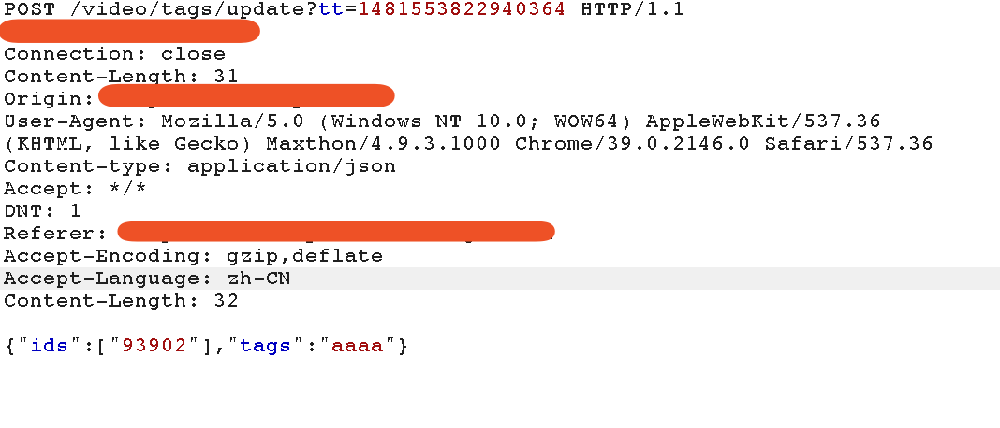 POST /video/tags/update?tt=1481553822940364 HTTP/1.1
Connection: close
Content-Length: 31
Origin:
User-Agent: Mozilla/5.0 (Windows NT 10.0; WOW64) AppleWebKit/537.36
(KHTML, like Gecko) Maxthon/4.9.3.1000 Chrome/39.0.2146.0 Safari/537.36
Content-type: application/json
Accept: */*
DNT: 1
Referer:
Accept-Encoding: gzip,deflate
Accept-Language: zh-CN
Content-Length: 32
{"ids":["93902"],"tags":"aaaa"}